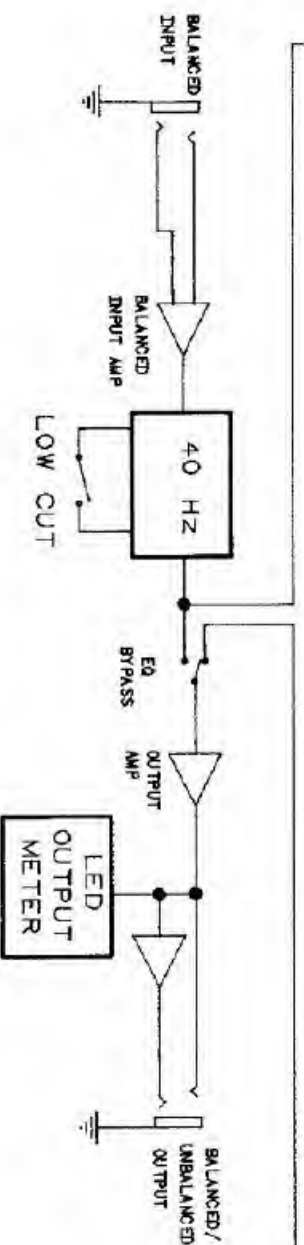 BALANCED
INPUT
BALANCED
INPUT AMP
40 Hz
LOW CUT
EQ
BYPASS
OUTPUT
AMP
LED
OUTPUT
METER
BALANCED/
UNBALANCED
OUTPUT